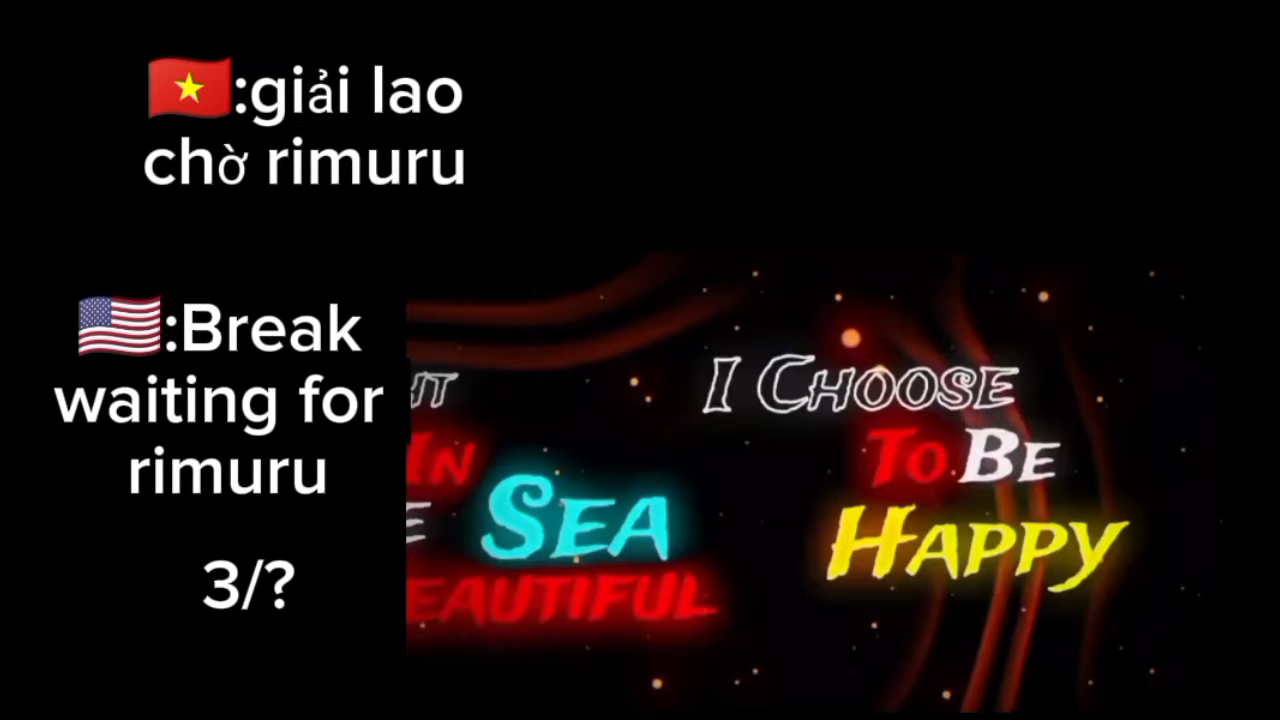 🇻🇳:giải lao
chờ rimuru
🇺🇸:Break
waiting for
rimuru
3/?
SEA
I CHOOSE
TO BE
HAPPY